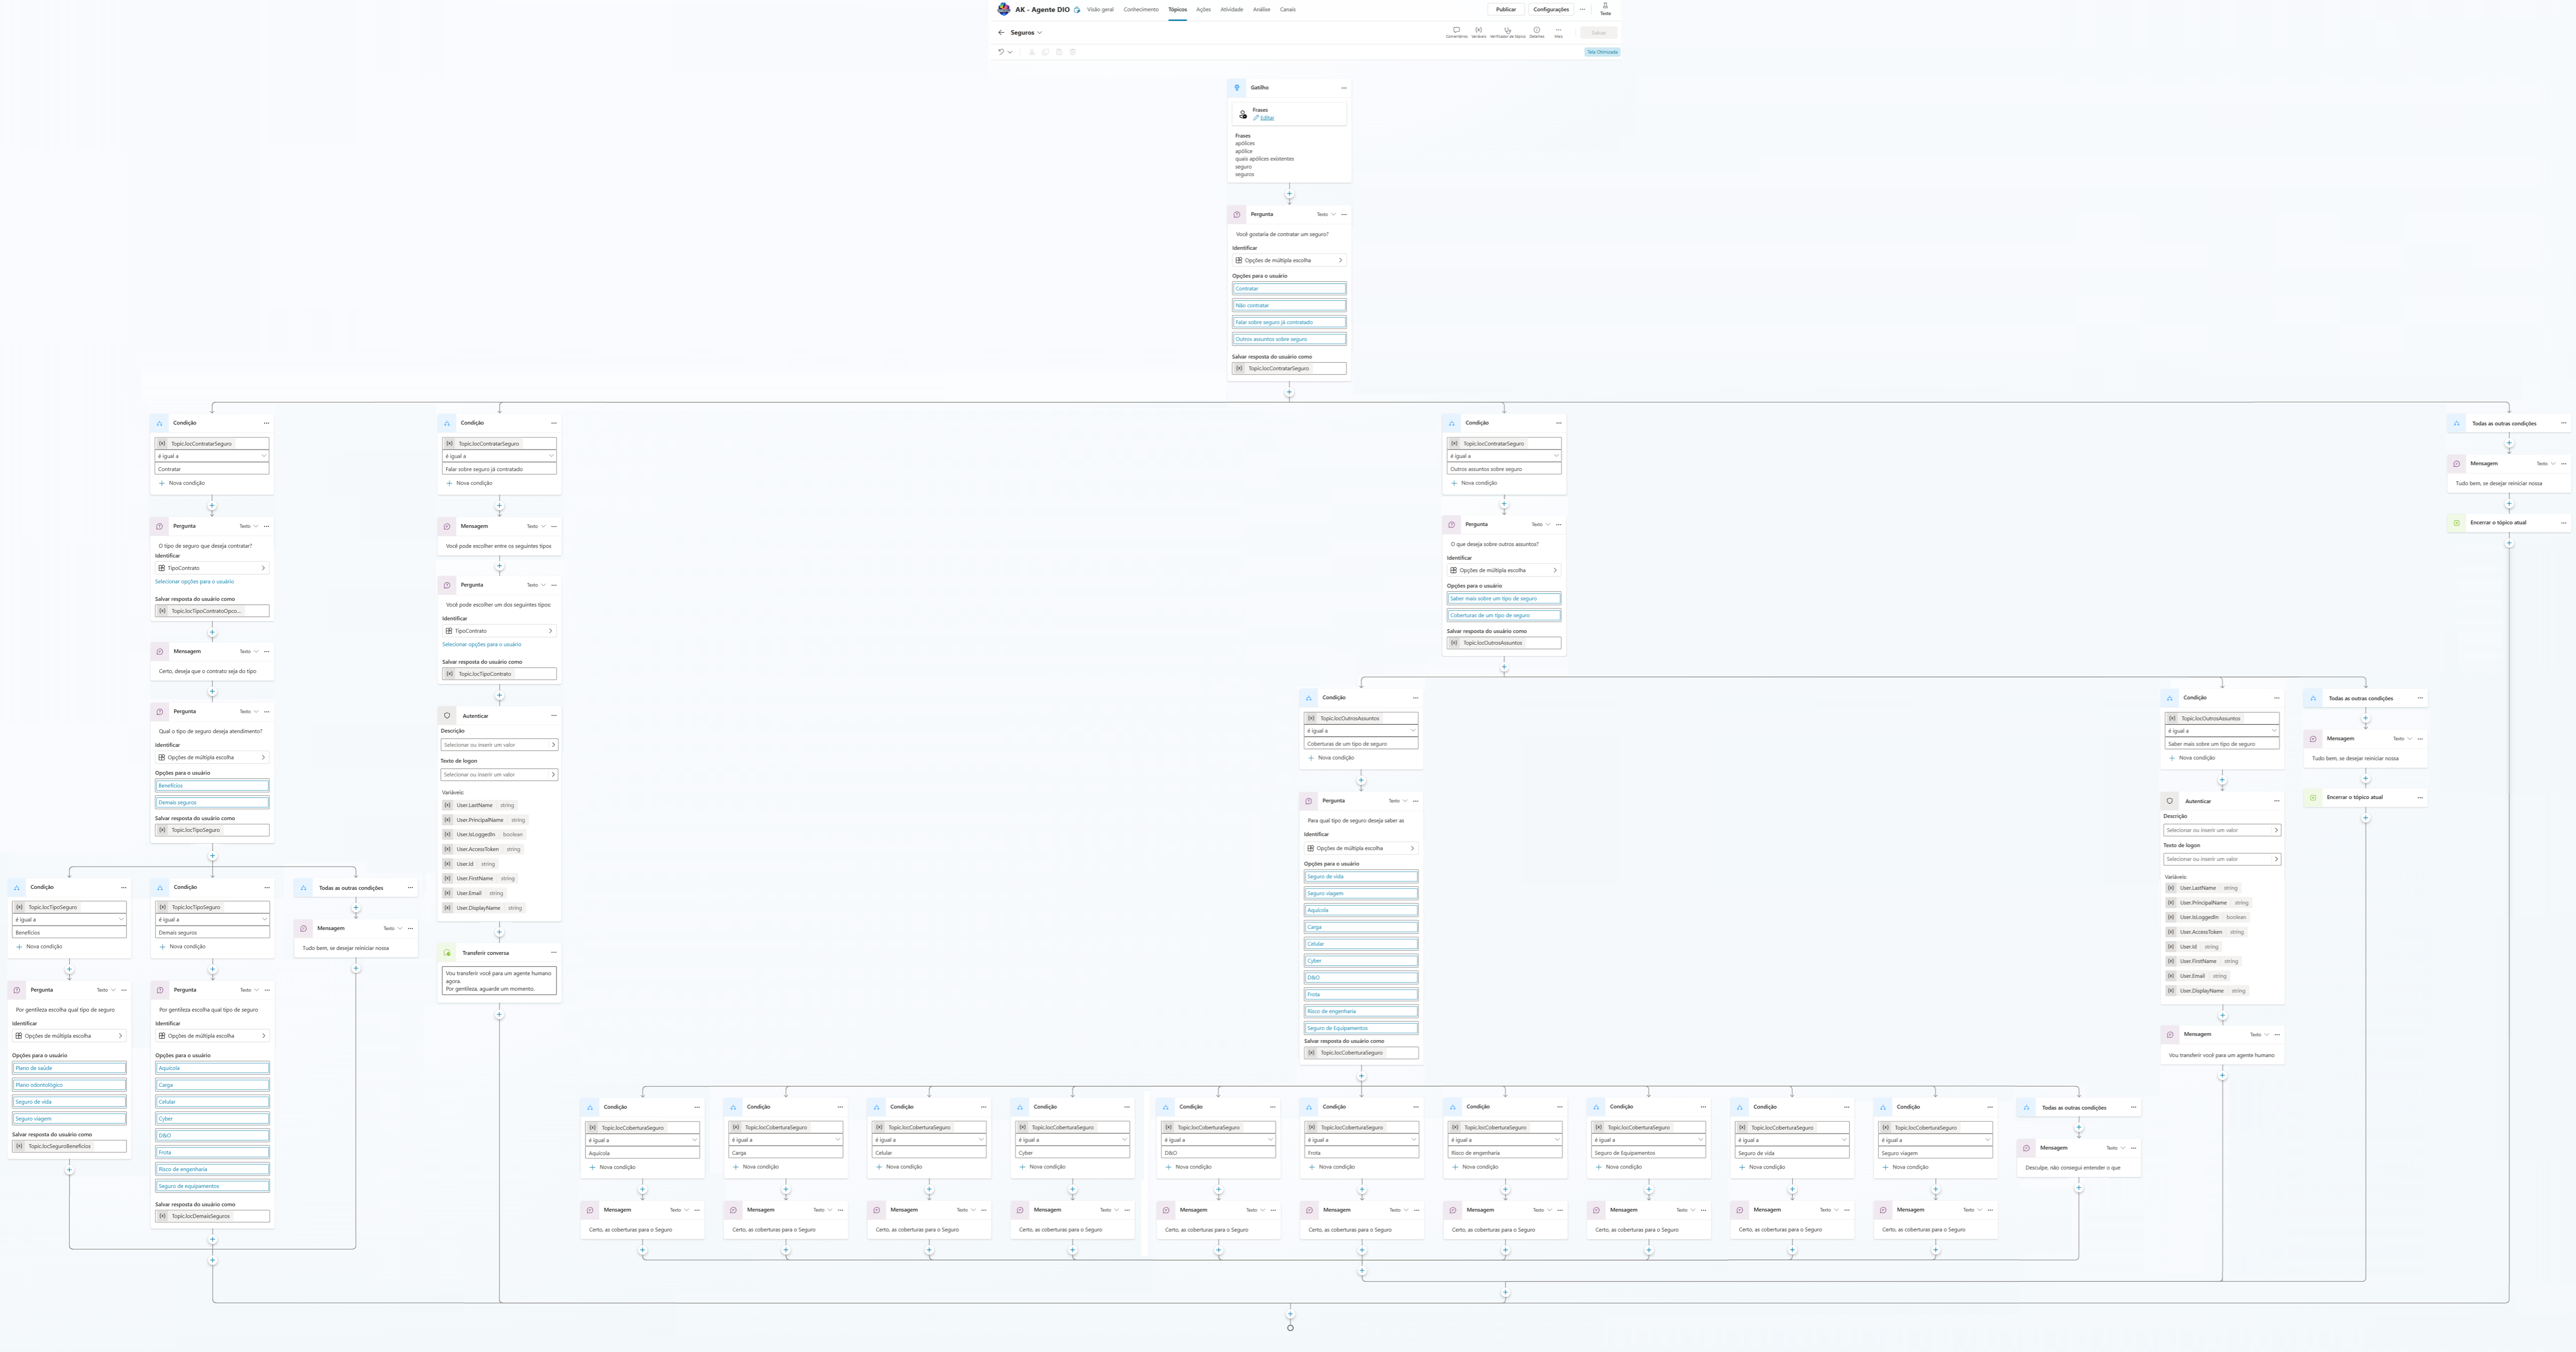 AK - Agente DIO
Visão geral
Conhecimento
Tópicos
Ações
Atividade
Análise
Canais
Publicar
Configurações
Teste
Seguros
Comentários
Variáveis
Verificador de tópico
Detalhes
Mais
Salvar
Tela Otimizada
Gatilho
Frases
Editar
Frases
apólices
apólice
quais apólices existentes
seguro
seguros
Pergunta
Texto
Você gostaria de contratar um seguro?
Identificar
Opções de múltipla escolha
Opções para o usuário
Contratar
Não contratar
Falar sobre seguro já contratado
Outros assuntos sobre seguro
Salvar resposta do usuário como
{x} Topic.locContratarSeguro
Condição
{x} Topic.locContratarSeguro
é igual a
Contratar
Nova condição
Pergunta
Texto
O tipo de seguro que deseja contratar?
Identificar
TipoContrato
Selecionar opções para o usuário
Salvar resposta do usuário como
{x} Topic.locTipoContratoOpco...
Mensagem
Texto
Certo, deseja que o contrato seja do tipo
Pergunta
Texto
Qual o tipo de seguro deseja atendimento?
Identificar
Opções de múltipla escolha
Opções para o usuário
Benefícios
Demais seguros
Salvar resposta do usuário como
{x} Topic.locTipoSeguro
Condição
{x} Topic.locTipoSeguro
é igual a
Benefícios
Nova condição
Pergunta
Texto
Por gentileza escolha qual tipo de seguro
Identificar
Opções de múltipla escolha
Opções para o usuário
Plano de saúde
Plano odontológico
Seguro de vida
Seguro viagem
Salvar resposta do usuário como
{x} Topic.locSeguroBeneficios
Condição
{x} Topic.locTipoSeguro
é igual a
Demais seguros
Nova condição
Pergunta
Texto
Por gentileza escolha qual tipo de seguro
Identificar
Opções de múltipla escolha
Opções para o usuário
Aquícola
Carga
Celular
Cyber
D&O
Frota
Risco de engenharia
Seguro de equipamentos
Salvar resposta do usuário como
{x} Topic.locDemaisSeguros
Todas as outras condições
Mensagem
Texto
Tudo bem, se desejar reiniciar nossa
Condição
{x} Topic.locContratarSeguro
é igual a
Falar sobre seguro já contratado
Nova condição
Mensagem
Texto
Você pode escolher entre os seguintes tipos
Pergunta
Texto
Você pode escolher um dos seguintes tipos:
Identificar
TipoContrato
Selecionar opções para o usuário
Salvar resposta do usuário como
{x} Topic.locTipoContrato
Autenticar
Descrição
Selecionar ou inserir um valor
Texto de logon
Selecionar ou inserir um valor
Variáveis:
{x} User.LastName string
{x} User.PrincipalName string
{x} User.IsLoggedIn boolean
{x} User.AccessToken string
{x} User.Id string
{x} User.FirstName string
{x} User.Email string
{x} User.DisplayName string
Transferir conversa
Vou transferir você para um agente humano
agora.
Por gentileza, aguarde um momento.
Condição
{x} Topic.locContratarSeguro
é igual a
Outros assuntos sobre seguro
Nova condição
Pergunta
Texto
O que deseja sobre outros assuntos?
Identificar
Opções de múltipla escolha
Opções para o usuário
Saber mais sobre um tipo de seguro
Coberturas de um tipo de seguro
Salvar resposta do usuário como
{x} Topic.locOutrosAssuntos
Condição
{x} Topic.locOutrosAssuntos
é igual a
Coberturas de um tipo de seguro
Nova condição
Pergunta
Texto
Para qual tipo de seguro deseja saber as
Identificar
Opções de múltipla escolha
Opções para o usuário
Seguro de vida
Seguro viagem
Aquícola
Carga
Celular
Cyber
D&O
Frota
Risco de engenharia
Seguro de Equipamentos
Salvar resposta do usuário como
{x} Topic.locCoberturaSeguro
Condição
{x} Topic.locCoberturaSeguro
é igual a
Aquícola
Nova condição
Mensagem
Texto
Certo, as coberturas para o Seguro
Condição
{x} Topic.locCoberturaSeguro
é igual a
Carga
Nova condição
Mensagem
Texto
Certo, as coberturas para o Seguro
Condição
{x} Topic.locCoberturaSeguro
é igual a
Celular
Nova condição
Mensagem
Texto
Certo, as coberturas para o Seguro
Condição
{x} Topic.locCoberturaSeguro
é igual a
Cyber
Nova condição
Mensagem
Texto
Certo, as coberturas para o Seguro
Condição
{x} Topic.locCoberturaSeguro
é igual a
D&O
Nova condição
Mensagem
Texto
Certo, as coberturas para o Seguro
Condição
{x} Topic.locCoberturaSeguro
é igual a
Frota
Nova condição
Mensagem
Texto
Certo, as coberturas para o Seguro
Condição
{x} Topic.locCoberturaSeguro
é igual a
Risco de engenharia
Nova condição
Mensagem
Texto
Certo, as coberturas para o Seguro
Condição
{x} Topic.locCoberturaSeguro
é igual a
Seguro de Equipamentos
Nova condição
Mensagem
Texto
Certo, as coberturas para o Seguro
Condição
{x} Topic.locCoberturaSeguro
é igual a
Seguro de vida
Nova condição
Mensagem
Texto
Certo, as coberturas para o Seguro
Condição
{x} Topic.locCoberturaSeguro
é igual a
Seguro viagem
Nova condição
Mensagem
Texto
Certo, as coberturas para o Seguro
Todas as outras condições
Mensagem
Texto
Desculpe, não consegui entender o que
Condição
{x} Topic.locOutrosAssuntos
é igual a
Saber mais sobre um tipo de seguro
Nova condição
Autenticar
Descrição
Selecionar ou inserir um valor
Texto de logon
Selecionar ou inserir um valor
Variáveis:
{x} User.LastName string
{x} User.PrincipalName string
{x} User.IsLoggedIn boolean
{x} User.AccessToken string
{x} User.Id string
{x} User.FirstName string
{x} User.Email string
{x} User.DisplayName string
Mensagem
Texto
Vou transferir você para um agente humano
Todas as outras condições
Mensagem
Texto
Tudo bem, se desejar reiniciar nossa
Encerrar o tópico atual
Todas as outras condições
Mensagem
Texto
Tudo bem, se desejar reiniciar nossa
Encerrar o tópico atual